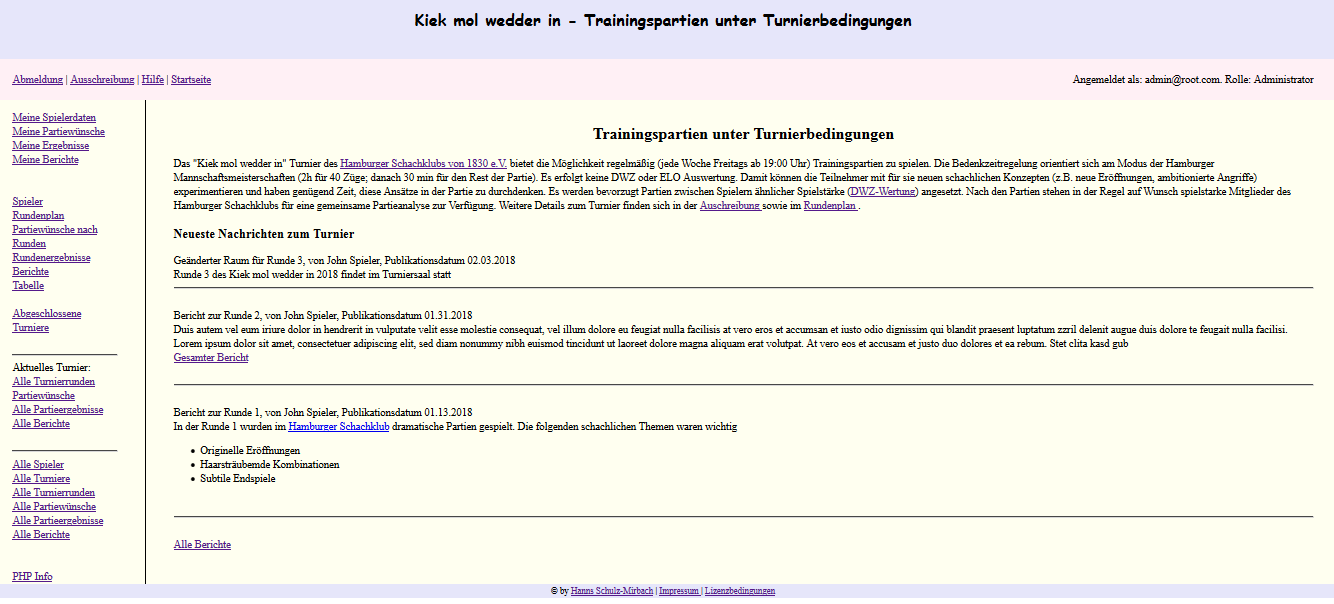 Kiek mol wedder in - Trainingspartien unter Turnierbedingungen
Abmeldung | Ausschreibung | Hilfe | Startseite
Angemeldet als: admin@root.com. Rolle: Administrator
Meine Spielerdaten
Meine Partiewünsche
Meine Ergebnisse
Meine Berichte
Spieler
Rundenplan
Partiewünsche nach
Runden
Rundenergebnisse
Berichte
Tabelle
Abgeschlossene
Turniere
Aktuelles Turnier:
Alle Turnierrunden
Partiewünsche
Alle Partieergebnisse
Alle Berichte
Alle Spieler
Alle Turniere
Alle Turnierrunden
Alle Partiewünsche
Alle Partieergebnisse
Alle Berichte
PHP Info
Trainingspartien unter Turnierbedingungen
Das "Kiek mol wedder in" Turnier des Hamburger Schachklubs von 1830 e.V. bietet die Möglichkeit regelmäßig (jede Woche Freitags ab 19:00 Uhr) Trainingspartien zu spielen. Die Bedenkzeitregelung orientiert sich am Modus der Hamburger
Mannschaftsmeisterschaften (2h für 40 Züge; danach 30 min für den Rest der Partie). Es erfolgt keine DWZ oder ELO Auswertung. Damit können die Teilnehmer mit für sie neuen schachlichen Konzepten (z.B. neue Eröffnungen, ambitionierte Angriffe)
experimentieren und haben genügend Zeit, diese Ansätze in der Partie zu durchdenken. Es werden bevorzugt Partien zwischen Spielern ähnlicher Spielstärke (DWZ-Wertung) angesetzt. Nach den Partien stehen in der Regel auf Wunsch spielstarke Mitglieder des
Hamburger Schachklubs für eine gemeinsame Partieanalyse zur Verfügung. Weitere Details zum Turnier finden sich in der Auschreibung sowie im Rundenplan .
Neueste Nachrichten zum Turnier
Geänderter Raum für Runde 3, von John Spieler, Publikationsdatum 02.03.2018
Runde 3 des Kiek mol wedder in 2018 findet im Turniersaal statt
Bericht zur Runde 2, von John Spieler, Publikationsdatum 01.31.2018
Duis autem vel eum iriure dolor in hendrerit in vulputate velit esse molestie consequat, vel illum dolore eu feugiat nulla facilisis at vero eros et accumsan et iusto odio dignissim qui blandit praesent luptatum zzril delenit augue duis dolore te feugait nulla facilisi.
Lorem ipsum dolor sit amet, consectetuer adipiscing elit, sed diam nonummy nibh euismod tincidunt ut laoreet dolore magna aliquam erat volutpat. At vero eos et accusam et justo duo dolores et ea rebum. Stet clita kasd gub
Gesamter Bericht
Bericht zur Runde 1, von John Spieler, Publikationsdatum 01.13.2018
In der Runde 1 wurden im Hamburger Schachklub dramatische Partien gespielt. Die folgenden schachlichen Themen waren wichtig
• Originelle Eröffnungen
• Haarsträubemde Kombinationen
• Subtile Endspiele
Alle Berichte
© by Hanns Schulz-Mirbach | Impressum | Lizenzbedingungen